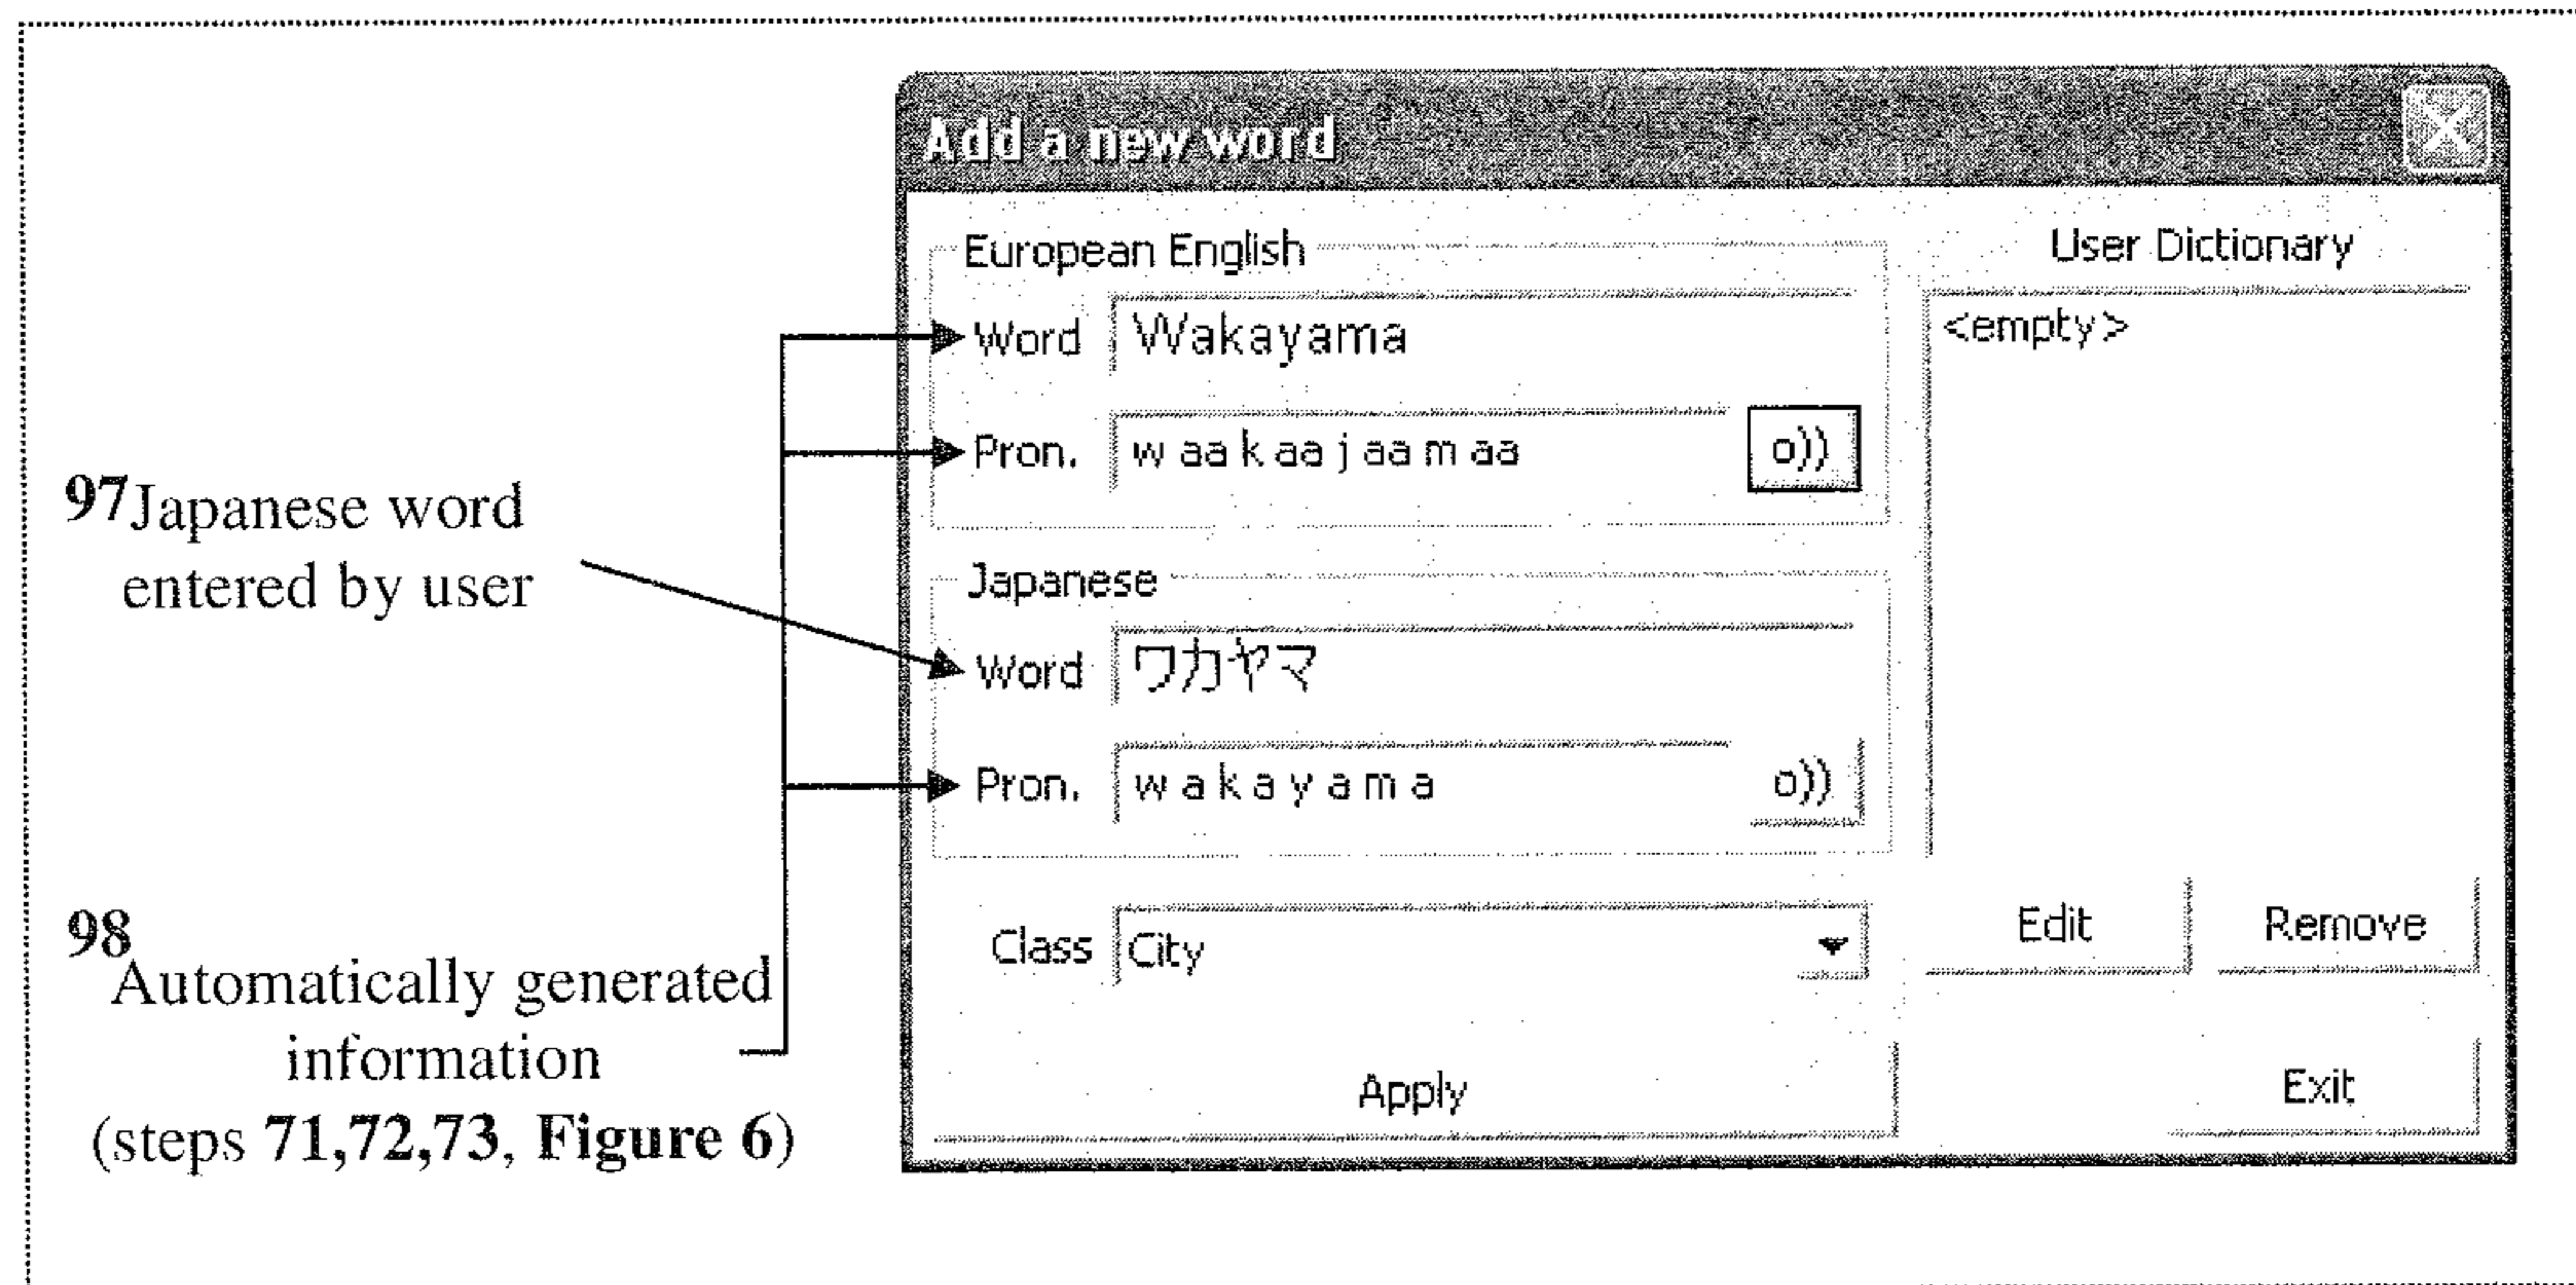 Add a new word
European English
Word Wakayama
Pron. w aa k aa j aa m aa o))
Japanese
Word ワカヤマ
Pron. w a k a y a m a o))
Class City
Apply
User Dictionary
<empty>
Edit Remove
Exit
97 Japanese word
entered by user
98
Automatically generated
information
(steps 71,72,73, Figure 6)